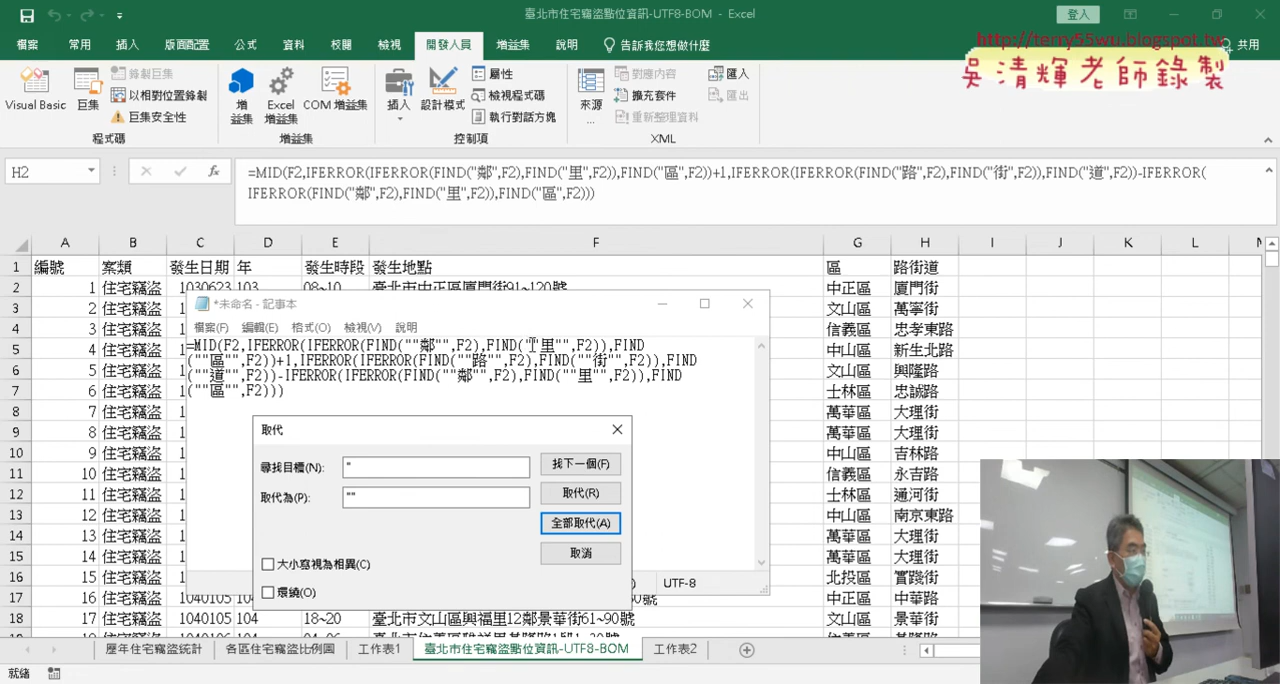 臺北市住宅竊盜點位資訊-UTF8-BOM - Excel
登入
檔案 常用 插入 版面配置 公式 資料 校閱 檢視 開發人員 增益集 說明 告訴我您想做什麼 共用
http://terry55wu.blogspot.tw
吳清輝老師錄製
Visual Basic 巨集 錄製巨集 以相對位置錄製 巨集安全性 程式碼
增益集 Excel 增益集 COM 增益集 增益集
插入 設計模式 屬性 檢視程式碼 執行對話方塊 控制項
來源... 對應內容 擴充套件 重新整理資料 匯入 匯出 XML
H2
fx
=MID(F2,IFERROR(IFERROR(FIND("鄰",F2),FIND("里",F2)),FIND("區",F2))+1,IFERROR(IFERROR(FIND("路",F2),FIND("街",F2)),FIND("道",F2))-IFERROR(
IFERROR(FIND("鄰",F2),FIND("里",F2)),FIND("區",F2)))
A B C D E F G H I J K L M
1 編號 案類 發生日期 年 發生時段 發生地點 區 路街道
2 1 住宅竊盜 1030623 103 08~10 臺北市中正區廈門街91~120號 中正區 廈門街
3 2 住宅竊盜 文山區 萬寧街
4 3 住宅竊盜 信義區 忠孝東路
5 4 住宅竊盜 中山區 新生北路
6 5 住宅竊盜 文山區 興隆路
7 6 住宅竊盜 士林區 忠誠路
8 7 住宅竊盜 萬華區 大理街
9 8 住宅竊盜 萬華區 大理街
10 9 住宅竊盜 中山區 吉林路
11 10 住宅竊盜 信義區 永吉路
12 11 住宅竊盜 士林區 通河街
13 12 住宅竊盜 中山區 南京東路
14 13 住宅竊盜 萬華區 大理街
15 14 住宅竊盜 萬華區 大理街
16 15 住宅竊盜 北投區 實踐街
17 16 住宅竊盜 1040105 中正區 中華路
18 17 住宅竊盜 1040105 104 18~20 臺北市文山區興福里12鄰景華街61~90號 文山區 景華街
*未命名 - 記事本
檔案(F) 編輯(E) 格式(O) 檢視(V) 說明
=MID(F2,IFERROR(IFERROR(FIND(""鄰"",F2),FIND(""里"",F2)),FIND
(""區"",F2))+1,IFERROR(IFERROR(FIND(""路"",F2),FIND(""街"",F2)),FIND
(""道"",F2))-IFERROR(IFERROR(FIND(""鄰"",F2),FIND(""里"",F2)),FIND
(""區"",F2)))
UTF-8
取代
尋找目標(N): " 找下一個(F)
取代為(P): "" 取代(R)
全部取代(A)
取消
大小寫視為相異(C)
環繞(O)
歷年住宅竊盜統計 各區住宅竊盜比例圖 工作表1 臺北市住宅竊盜點位資訊-UTF8-BOM 工作表2
就緒